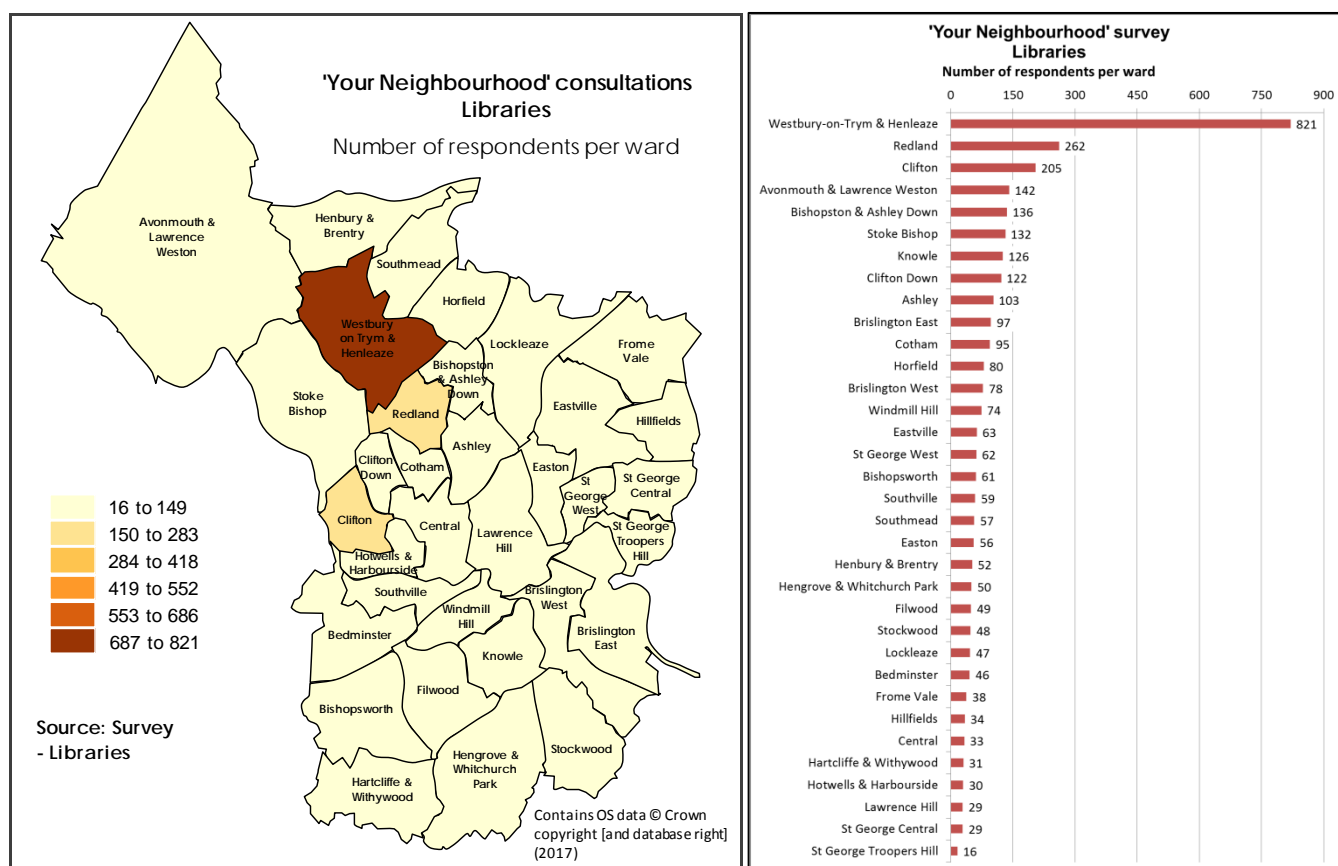 'Your Neighbourhood' consultations
Libraries
Number of respondents per ward
Avonmouth &
Lawrence
Weston
Henbury &
Brentry
Southmead
Horfield
Westbury
on Trym &
Henleaze
Lockleaze
Frome
Vale
Bishopston
& Ashley
Down
Stoke
Bishop
Redland
Eastville
Hillfields
Ashley
Clifton
Down
Cotham
Easton
St George
Central
St
George
West
Clifton
Central
Lawrence
Hill
St George
Troopers
Hill
Hotwells &
Harbourside
Southville
Brislington
West
Windmill
Hill
Bedminster
Brislington
East
Knowle
Filwood
Bishopsworth
Stockwood
Hengrove &
Whitchurch
Park
Hartcliffe &
Withywood
16 to 149
150 to 283
284 to 418
419 to 552
553 to 686
687 to 821
Source: Survey
- Libraries
Contains OS data © Crown
copyright [and database right]
(2017)
'Your Neighbourhood' survey
Libraries
Number of respondents per ward
0 150 300 450 600 750 900
Westbury-on-Trym & Henleaze 821
Redland 262
Clifton 205
Avonmouth & Lawrence Weston 142
Bishopston & Ashley Down 136
Stoke Bishop 132
Knowle 126
Clifton Down 122
Ashley 103
Brislington East 97
Cotham 95
Horfield 80
Brislington West 78
Windmill Hill 74
Eastville 63
St George West 62
Bishopsworth 61
Southville 59
Southmead 57
Easton 56
Henbury & Brentry 52
Hengrove & Whitchurch Park 50
Filwood 49
Stockwood 48
Lockleaze 47
Bedminster 46
Frome Vale 38
Hillfields 34
Central 33
Hartcliffe & Withywood 31
Hotwells & Harbourside 30
Lawrence Hill 29
St George Central 29
St George Troopers Hill 16